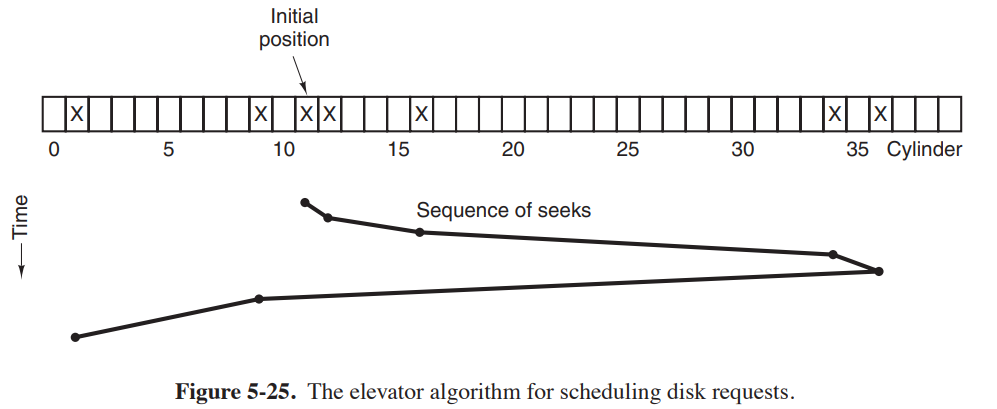 Initial
position
X X X X X X X
0 5 10 15 20 25 30 35 Cylinder
Sequence of seeks
Time
Figure 5-25. The elevator algorithm for scheduling disk requests.